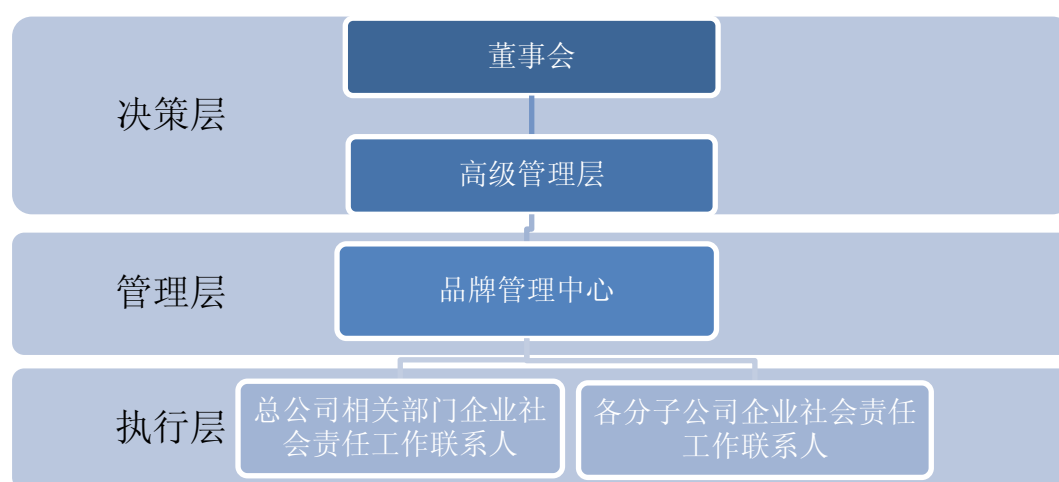 董事会
决策层
高级管理层
管理层
品牌管理中心
执行层
总公司相关部门企业社
会责任工作联系人
各分子公司企业社会责任
工作联系人